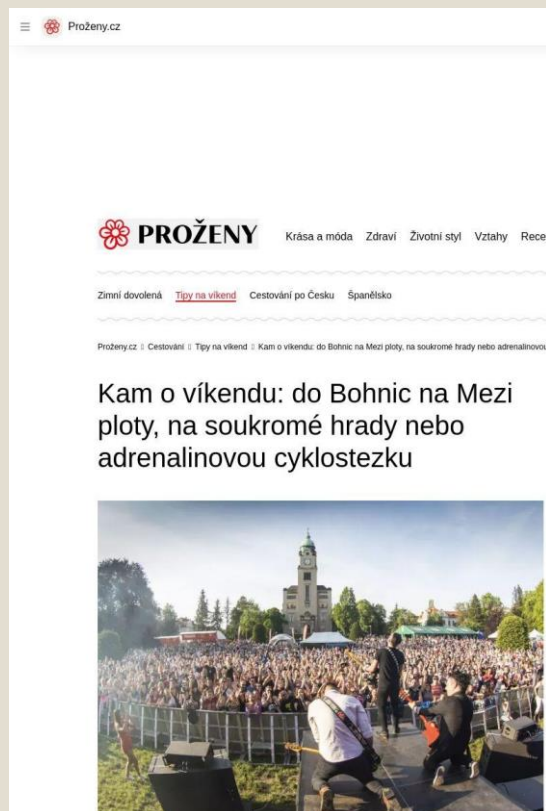 Proženy.cz
PROŽENY
Krása a móda Zdraví Životní styl Vztahy
Zimní dovolená Tipy na víkend Cestování po Česku Španělsko
Proženy.cz Cestování Tipy na víkend Kam o víkendu: do Bohnic na Mezi ploty, na soukromé hrady nebo adrenalinovou
Kam o víkendu: do Bohnic na Mezi
ploty, na soukromé hrady nebo
adrenalinovou cyklostezku